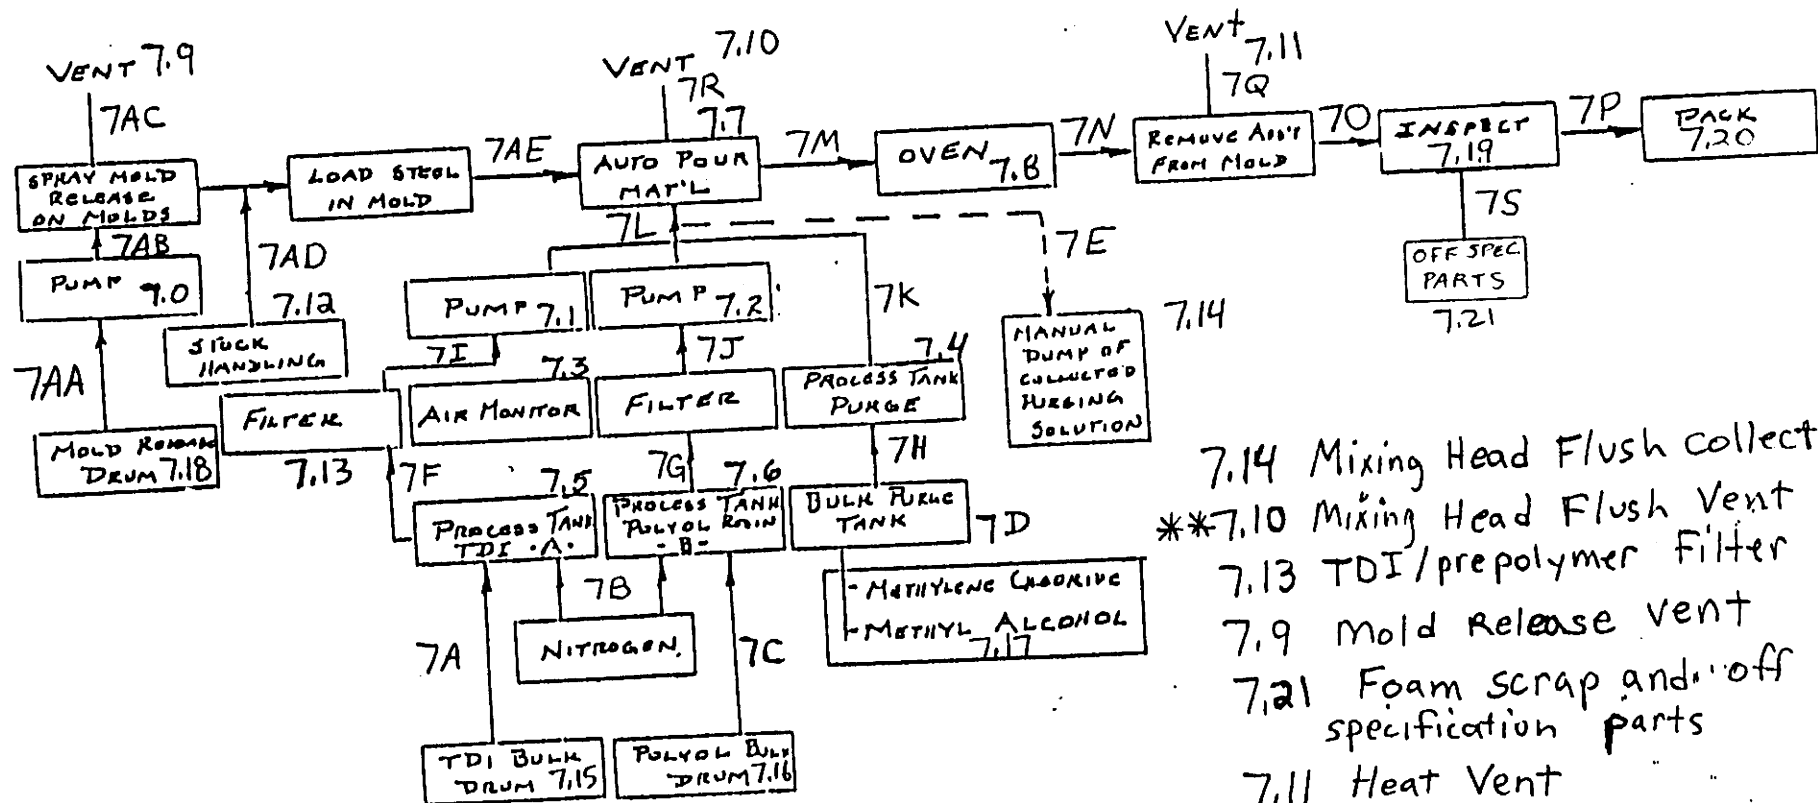 VENT 7.9
7AC
SPRAY MOLD
RELEASE
ON MOLDS
7AB
PUMP 9.0
7AA
MOLD RELEASE
DRUM 7.18
7AD
7.12
STOCK
HANDLING
LOAD STEEL
IN MOLD
7AE
VENT 7.10
7R
7.7
AUTO POUR
MAT'L
7M
OVEN 7.8
7N
VENT 7.11
7Q
REMOVE ASS'Y
FROM MOLD
7O
INSPECT
7.19
7P
PACK
7.20
7S
OFF SPEC
PARTS
7.21
7L
7E
PUMP 7.1
PUMP 7.2
7K
7.14
MANUAL
DUMP OF
COLLECTED
PURGING
SOLUTION
7I
7J
7.3
7.4
FILTER
7.13
AIR MONITOR
FILTER
PROCESS TANK
PURGE
7F
7G
7H
7.5
PROCESS TANK
TDI -A-
7.6
PROCESS TANK
POLYOL RESIN
-B-
BULK PURGE
TANK
7D
7B
NITROGEN
7A
7C
- METHYLENE CHLORIDE
- METHYL ALCOHOL
7.17
TDI BULK
DRUM 7.15
POLYOL BULK
DRUM 7.16
7.14 Mixing Head Flush collect
**7.10 Mixing Head Flush Vent
7.13 TDI/prepolymer Filter
7.9 Mold Release vent
7.21 Foam scrap and off
specification parts
7.11 Heat Vent